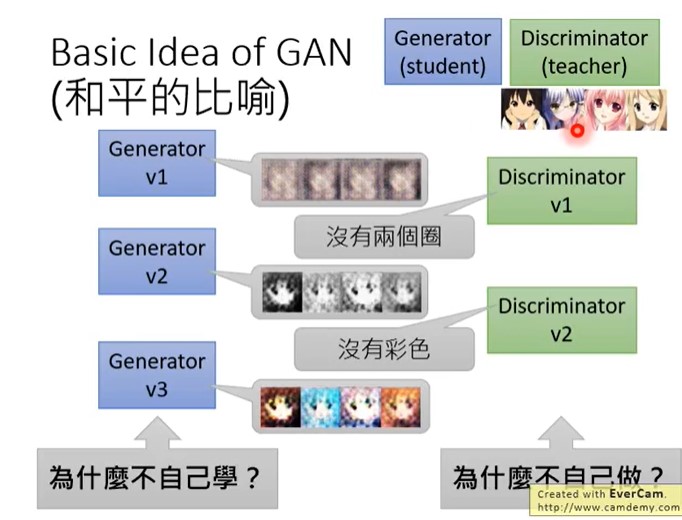 Basic Idea of GAN
(和平的比喻)
Generator
(student)
Discriminator
(teacher)
Generator
v1
Discriminator
v1
沒有兩個圈
Generator
v2
Discriminator
v2
沒有彩色
Generator
v3
為什麼不自己學？
為什麼不自己做？
Created with EverCam.
http://www.camdemy.com